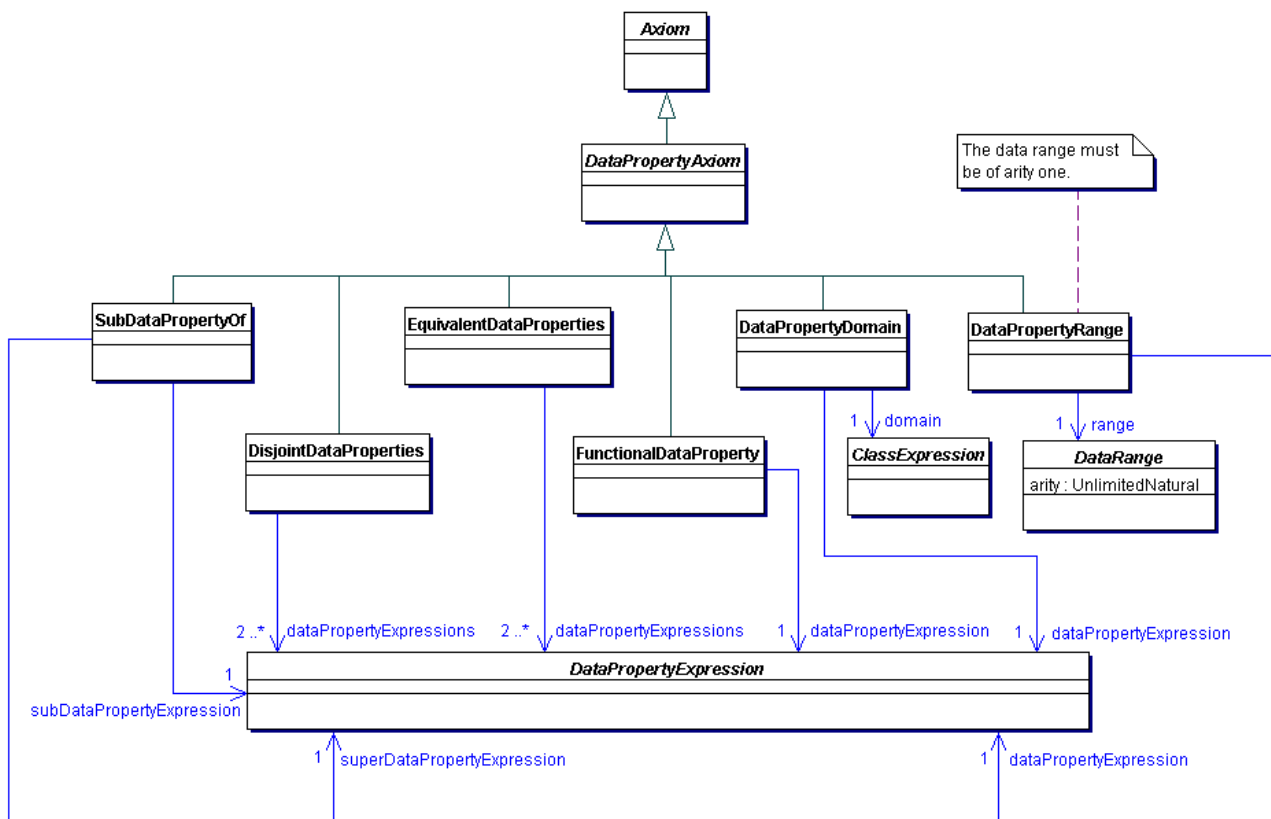 Axiom
DataPropertyAxiom
The data range must
be of arity one.
SubDataPropertyOf
EquivalentDataProperties
DataPropertyDomain
DataPropertyRange
1 domain
1 range
DisjointDataProperties
FunctionalDataProperty
ClassExpression
DataRange
arity : UnlimitedNatural
2 ..* dataPropertyExpressions
2 ..* dataPropertyExpressions
1 dataPropertyExpression
1 dataPropertyExpression
DataPropertyExpression
1
subDataPropertyExpression
1 superDataPropertyExpression
1 dataPropertyExpression